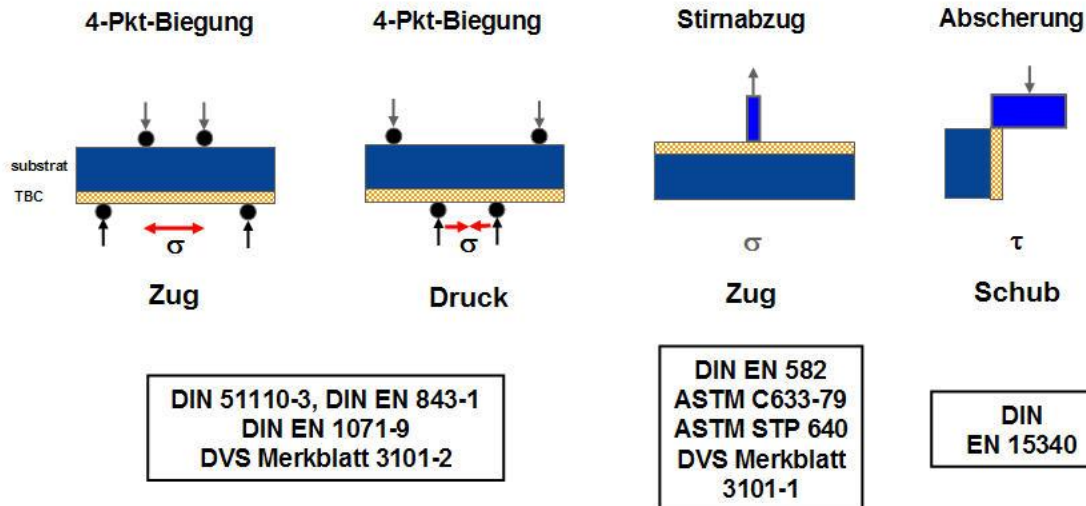 4-Pkt-Biegung
4-Pkt-Biegung
Stirnabzug
Abscherung
substrat
TBC
σ
σ
σ
τ
Zug
Druck
Zug
Schub
DIN 51110-3, DIN EN 843-1
DIN EN 1071-9
DVS Merkblatt 3101-2
DIN EN 582
ASTM C633-79
ASTM STP 640
DVS Merkblatt
3101-1
DIN
EN 15340